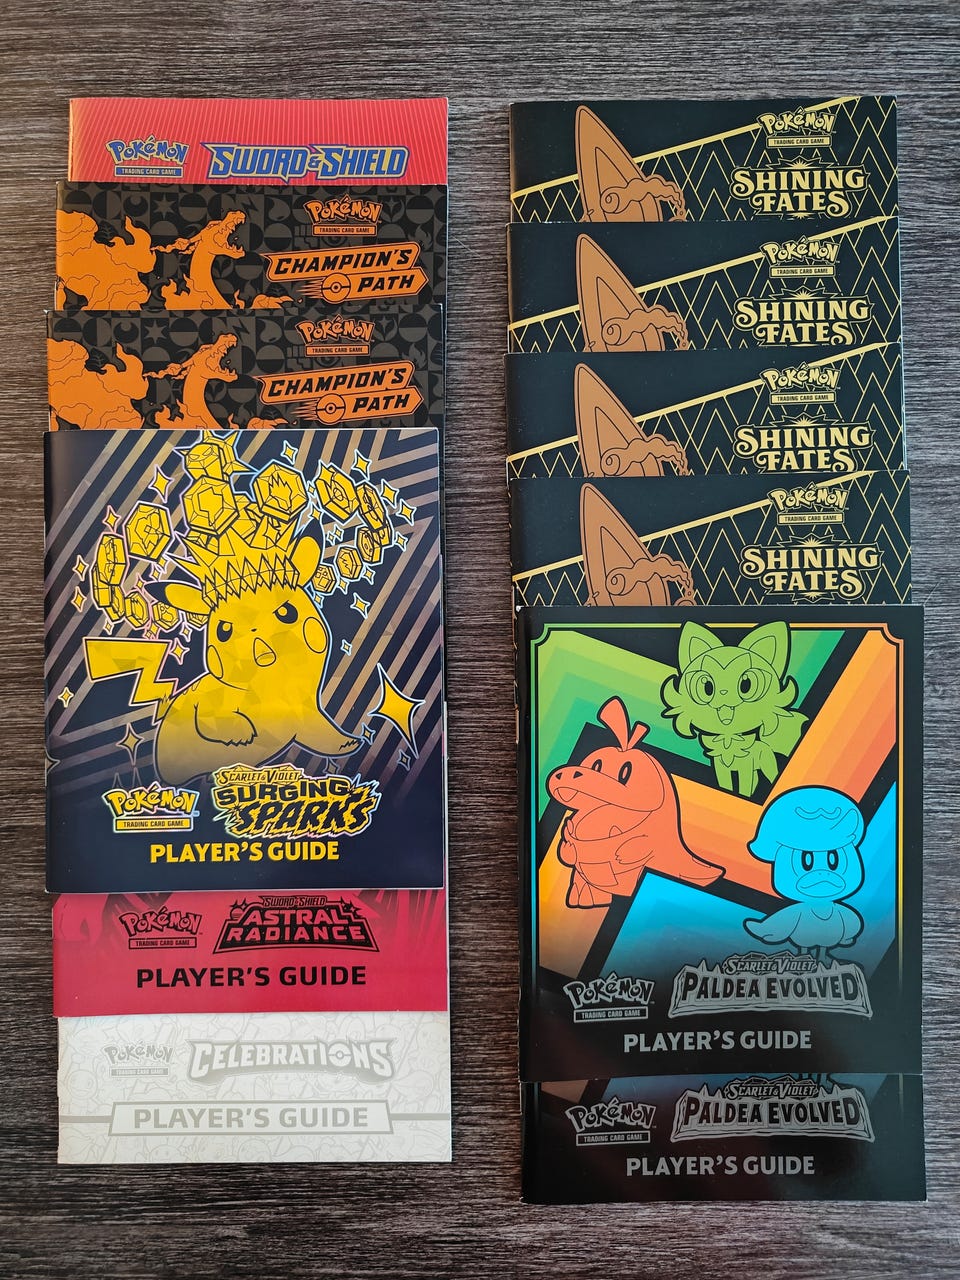 Pokémon
TRADING CARD GAME
SWORD & SHIELD
Pokémon
TRADING CARD GAME
CHAMPION'S
PATH
Pokémon
TRADING CARD GAME
CHAMPION'S
PATH
SCARLET & VIOLET
SURGING
SPARKS
Pokémon
TRADING CARD GAME
PLAYER'S GUIDE
SWORD & SHIELD
ASTRAL
RADIANCE
Pokémon
TRADING CARD GAME
PLAYER'S GUIDE
Pokémon
TRADING CARD GAME
CELEBRATIONS
PLAYER'S GUIDE
Pokémon
TRADING CARD GAME
SHINING
FATES
Pokémon
TRADING CARD GAME
SHINING
FATES
Pokémon
TRADING CARD GAME
SHINING
FATES
Pokémon
TRADING CARD GAME
SHINING
FATES
SCARLET & VIOLET
PALDEA EVOLVED
Pokémon
TRADING CARD GAME
PLAYER'S GUIDE
SCARLET & VIOLET
PALDEA EVOLVED
Pokémon
TRADING CARD GAME
PLAYER'S GUIDE